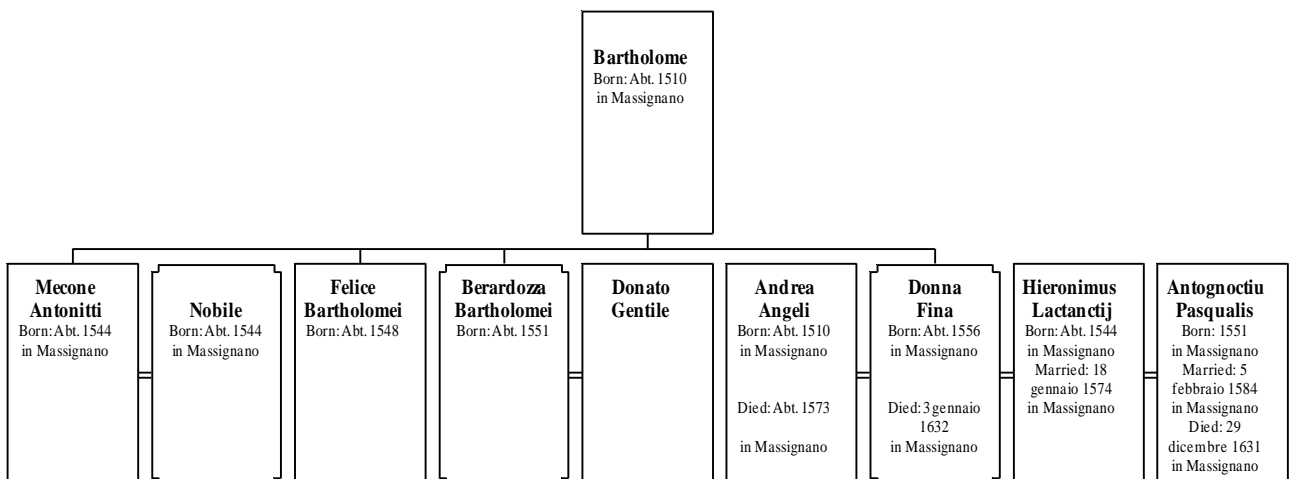 Bartholome
Born: Abt. 1510
in Massignano
Mecone
Antonitti
Born: Abt. 1544
in Massignano
Nobile
Born: Abt. 1544
in Massignano
Felice
Bartholomei
Born: Abt. 1548
Berardozza
Bartholomei
Born: Abt. 1551
Donato
Gentile
Andrea
Angeli
Born: Abt. 1510
in Massignano
Died: Abt. 1573
in Massignano
Donna
Fina
Born: Abt. 1556
in Massignano
Died: 3 gennaio
1632
in Massignano
Hieronimus
Lactanctij
Born: Abt. 1544
in Massignano
Married: 18
gennaio 1574
in Massignano
Antognoctiu
Pasqualis
Born: 1551
in Massignano
Married: 5
febbraio 1584
in Massignano
Died: 29
dicembre 1631
in Massignano